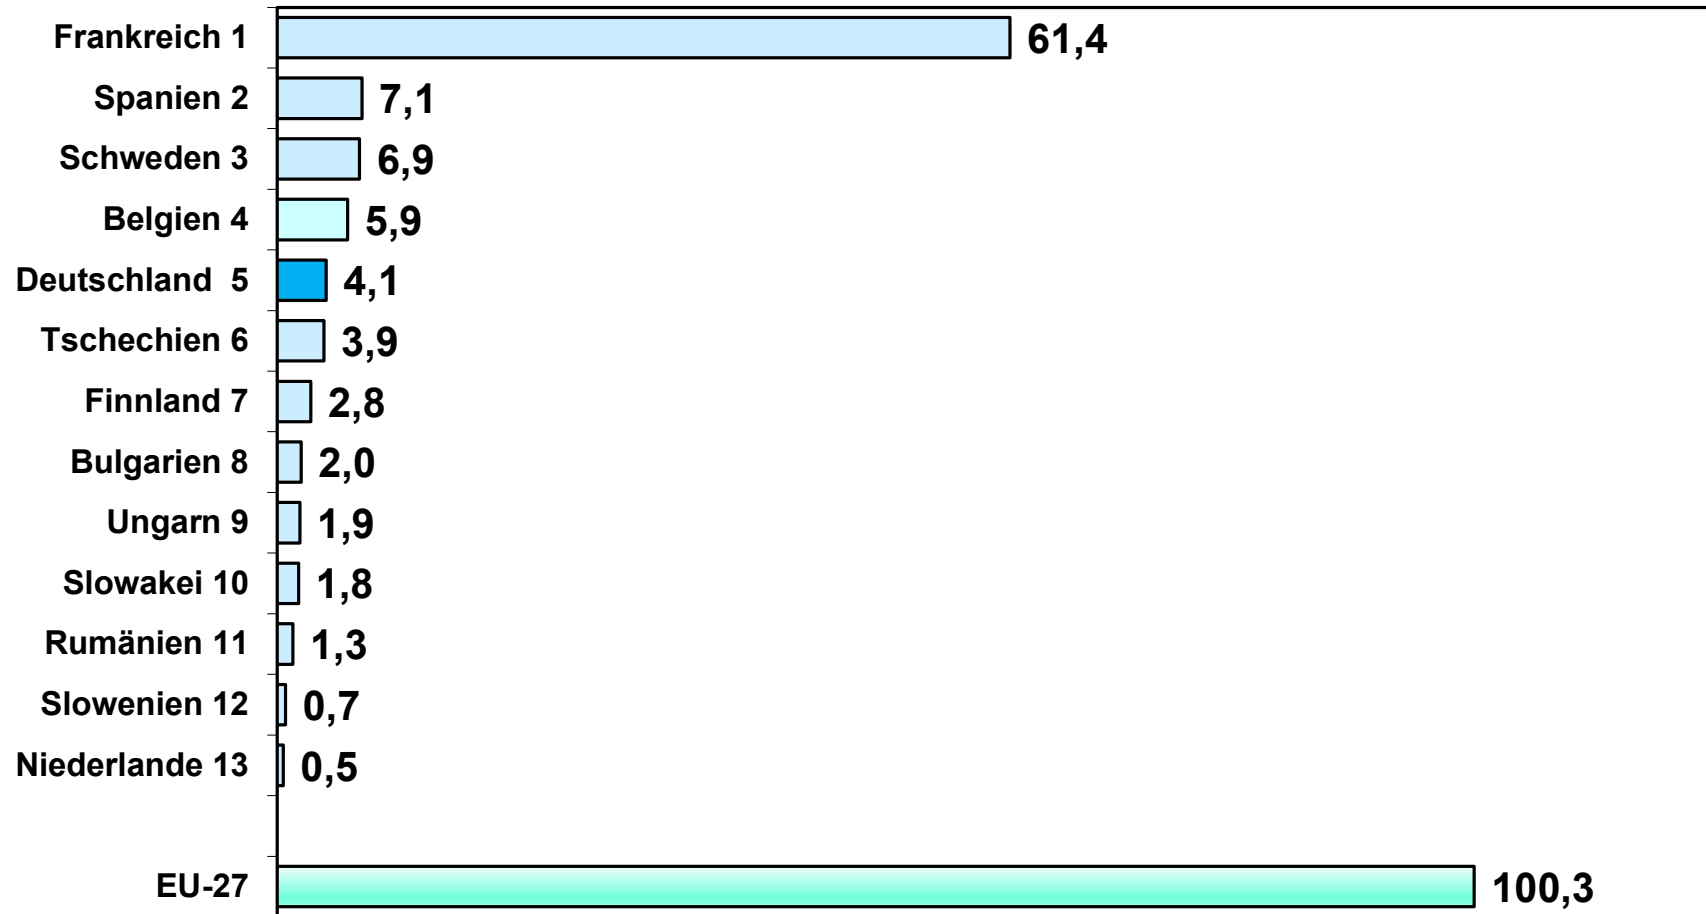 Frankreich 1 61,4
Spanien 2 7,1
Schweden 3 6,9
Belgien 4 5,9
Deutschland  5 4,1
Tschechien 6 3,9
Finnland 7 2,8
Bulgarien 8 2,0
Ungarn 9 1,9
Slowakei 10 1,8
Rumänien 11 1,3
Slowenien 12 0,7
Niederlande 13 0,5
EU-27 100,3